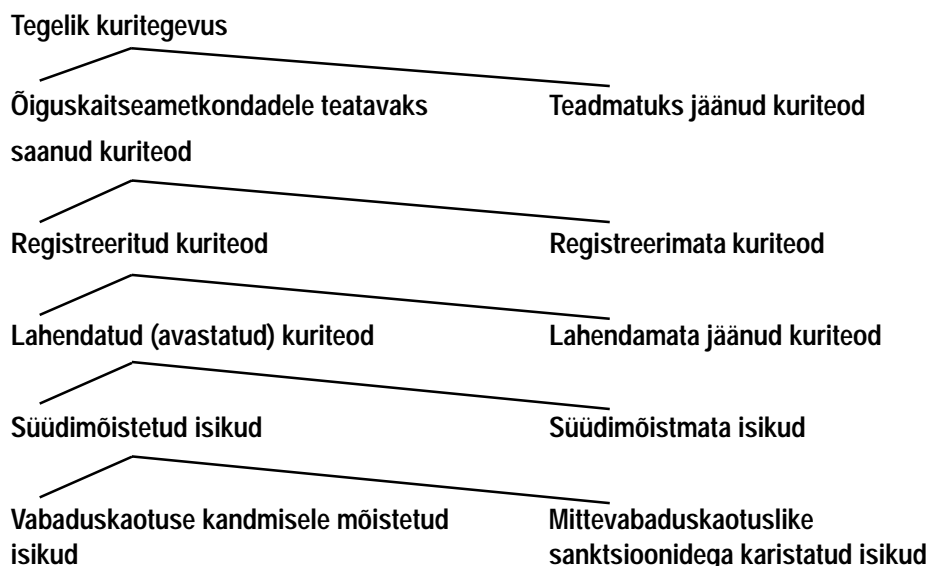 Tegelik kuritegevus
Õiguskaitseametkondadele teatavaks
saanud kuriteod
Teadmatuks jäänud kuriteod
Registreeritud kuriteod
Registreerimata kuriteod
Lahendatud (avastatud) kuriteod
Lahendamata jäänud kuriteod
Süüdimõistetud isikud
Süüdimõistmata isikud
Vabaduskaotuse kandmisele mõistetud
isikud
Mittevabaduskaotuslike
sanktsioonidega karistatud isikud